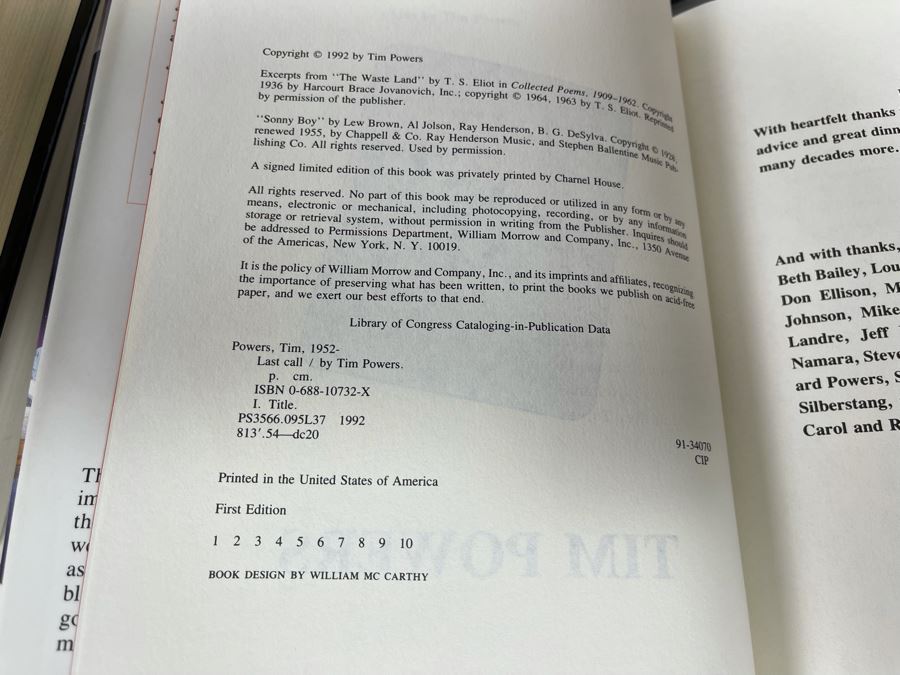 Copyright © 1992 by Tim Powers
Excerpts from "The Waste Land" by T. S. Eliot in Collected Poems, 1909–1962. Copyright
1936 by Harcourt Brace Jovanovich, Inc.; copyright © 1964, 1963 by T. S. Eliot. Reprinted
by permission of the publisher.
"Sonny Boy" by Lew Brown, Al Jolson, Ray Henderson, B. G. DeSylva. Copyright © 1928,
renewed 1955, by Chappell & Co. Ray Henderson Music, and Stephen Ballentine Music Pub-
lishing Co. All rights reserved. Used by permission.
A signed limited edition of this book was privately printed by Charnel House.
All rights reserved. No part of this book may be reproduced or utilized in any form or by any
means, electronic or mechanical, including photocopying, recording, or by any information
storage or retrieval system, without permission in writing from the Publisher. Inquires should
be addressed to Permissions Department, William Morrow and Company, Inc., 1350 Avenue
of the Americas, New York, N. Y. 10019.
It is the policy of William Morrow and Company, Inc., and its imprints and affiliates, recognizing
the importance of preserving what has been written, to print the books we publish on acid-free
paper, and we exert our best efforts to that end.
Library of Congress Cataloging-in-Publication Data
Powers, Tim, 1952-
Last call / by Tim Powers.
p. cm.
ISBN 0-688-10732-X
I. Title.
PS3566.095L37 1992
813'.54—dc20
91-34070
CIP
Printed in the United States of America
First Edition
1 2 3 4 5 6 7 8 9 10
BOOK DESIGN BY WILLIAM MC CARTHY
TIM POWERS
With heartfelt thanks
advice and great dinn
many decades more.
And with thanks,
Beth Bailey, Lou
Don Ellison, M
Johnson, Mike
Landre, Jeff
Namara, Steve
ard Powers, S
Silberstang,
Carol and R
Th
im
th
we
as
bl
go
m